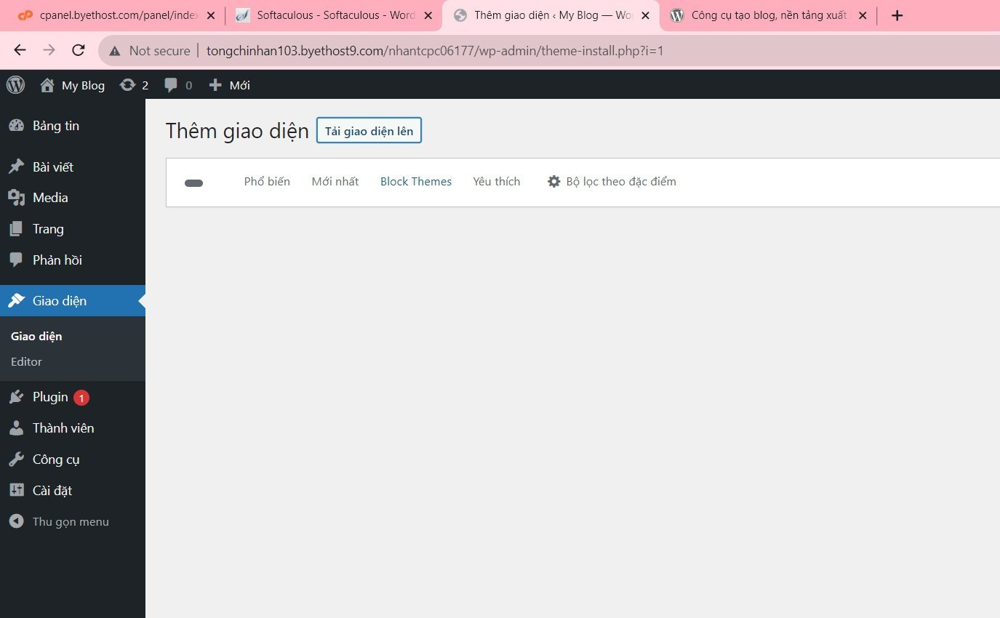 cpanel.byethost.com/panel/index
Softaculous - Softaculous - Word
Thêm giao diện ‹ My Blog — Wo
Công cụ tạo blog, nền tảng xuất
Not secure
tongchinhan103.byethost9.com/nhantcpc06177/wp-admin/theme-install.php?i=1
My Blog 2 0 Mới
Bảng tin
Bài viết
Media
Trang
Phản hồi
Giao diện
Giao diện
Editor
Plugin 1
Thành viên
Công cụ
Cài đặt
Thu gọn menu
Thêm giao diện
Tải giao diện lên
Phổ biến Mới nhất Block Themes Yêu thích Bộ lọc theo đặc điểm